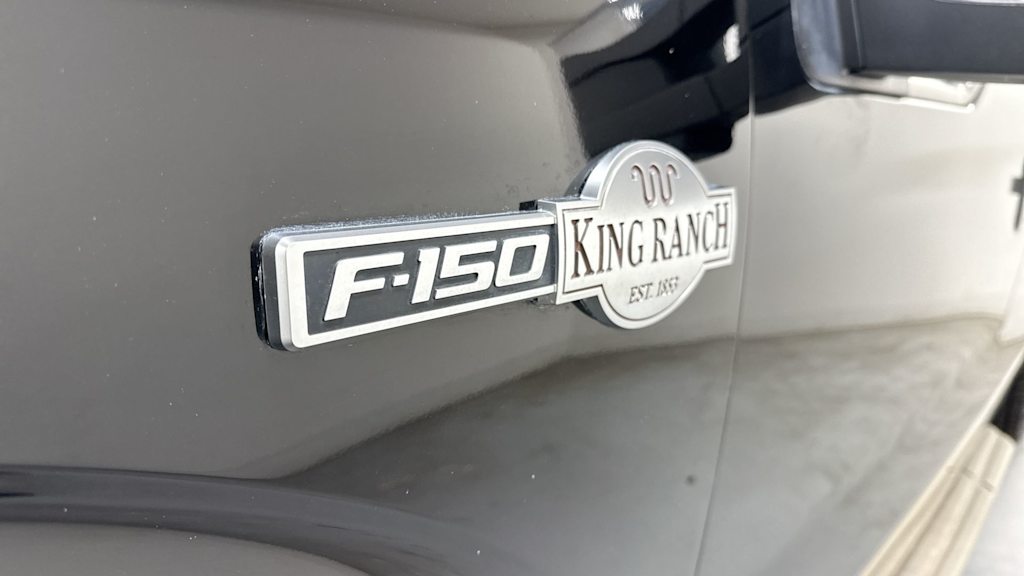 F-150
KING RANCH
EST. 1853